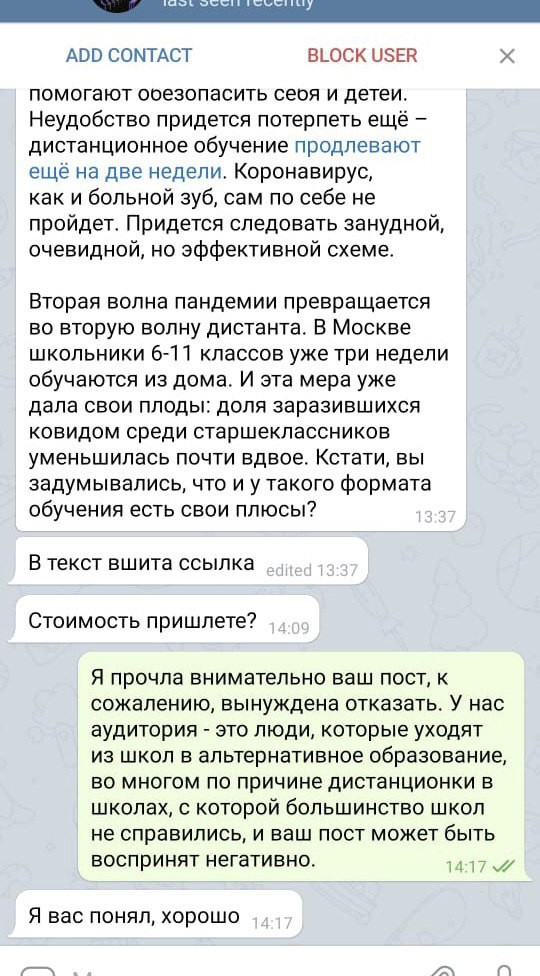 last seen recently
ADD CONTACT
BLOCK USER
помогают обезопасить себя и детей.
Неудобство придется потерпеть ещё –
дистанционное обучение продлевают
ещё на две недели. Коронавирус,
как и больной зуб, сам по себе не
пройдет. Придется следовать занудной,
очевидной, но эффективной схеме.
Вторая волна пандемии превращается
во вторую волну дистанта. В Москве
школьники 6-11 классов уже три недели
обучаются из дома. И эта мера уже
дала свои плоды: доля заразившихся
ковидом среди старшеклассников
уменьшилась почти вдвое. Кстати, вы
задумывались, что и у такого формата
обучения есть свои плюсы?
13:37
В текст вшита ссылка
edited 13:37
Стоимость пришлете?
14:09
Я прочла внимательно ваш пост, к
сожалению, вынуждена отказать. У нас
аудитория - это люди, которые уходят
из школ в альтернативное образование,
во многом по причине дистанционки в
школах, с которой большинство школ
не справились, и ваш пост может быть
воспринят негативно.
14:17
Я вас понял, хорошо
14:17